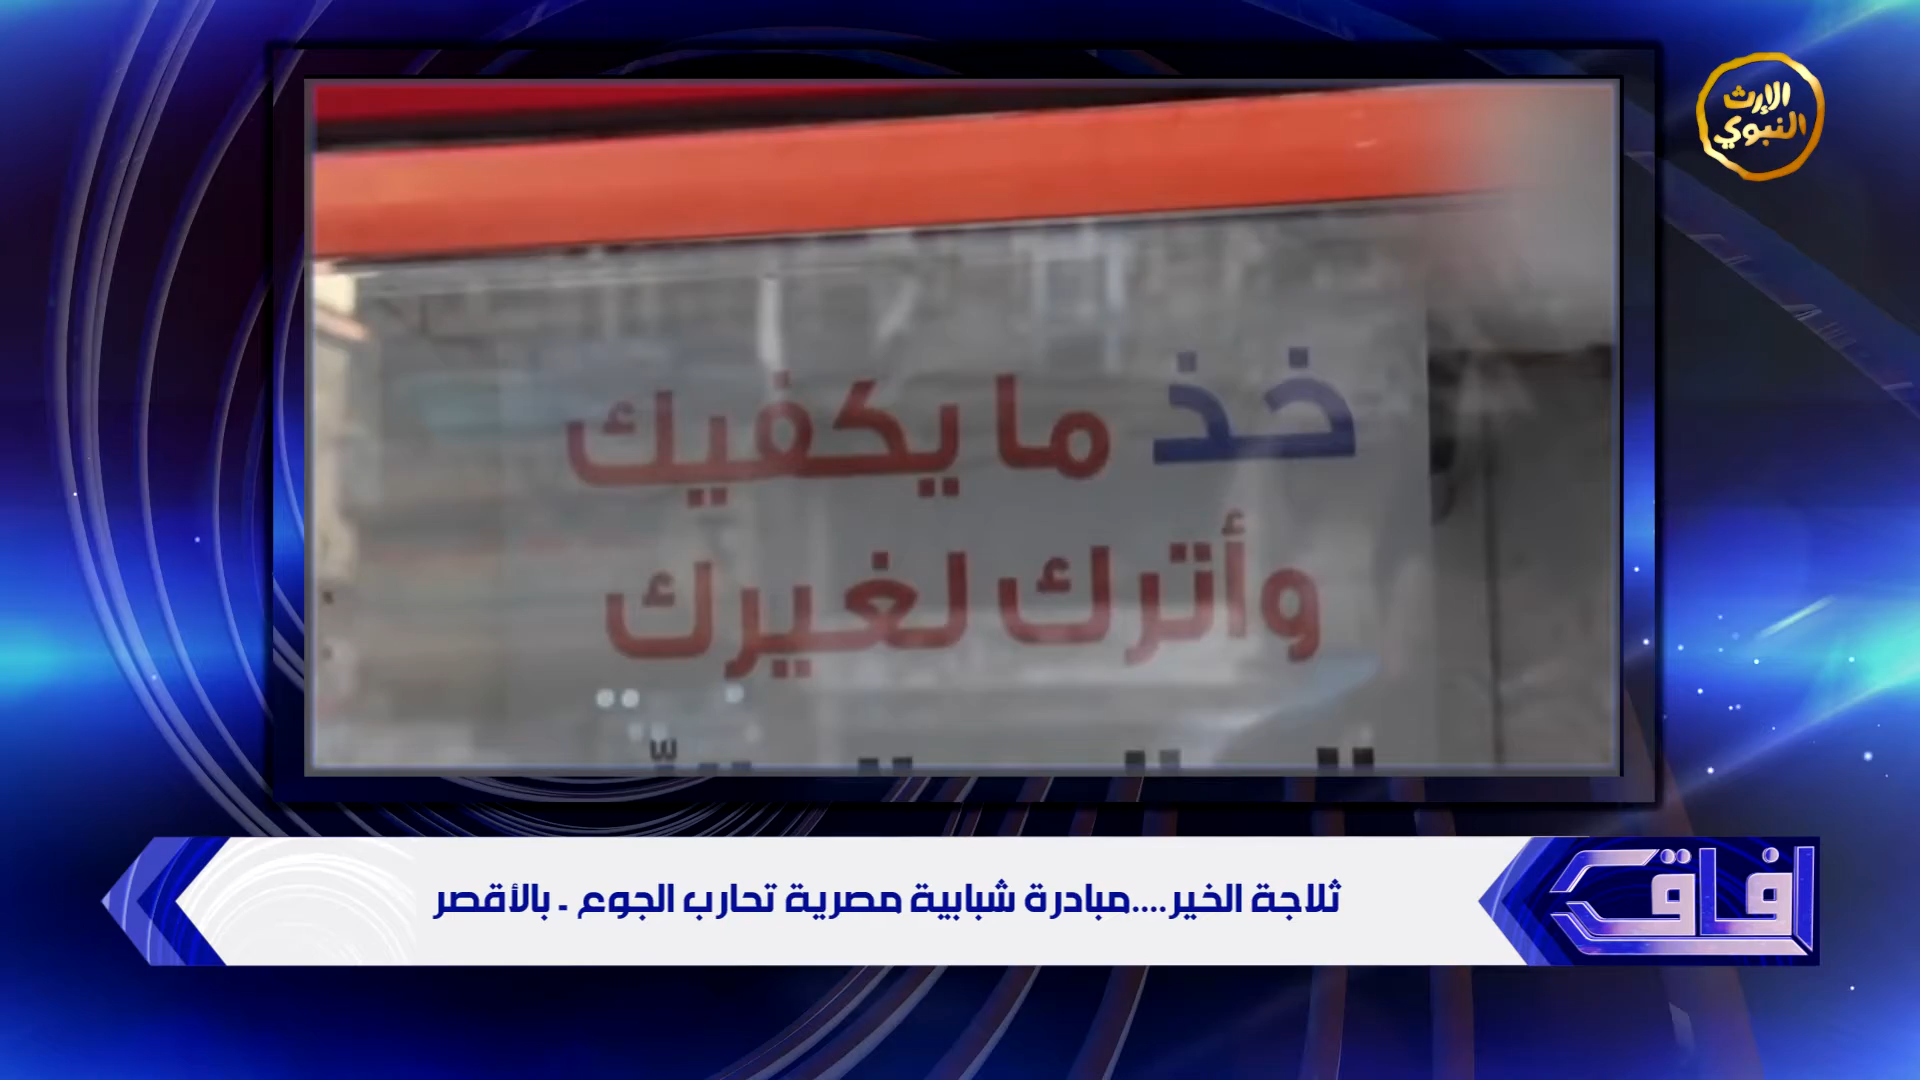 الإرث
النبوي
خذ ما يكفيك
وأترك لغيرك
ثلاجة الخير....مبادرة شبابية مصرية تحارب الجوع - بالأقصر
افاق